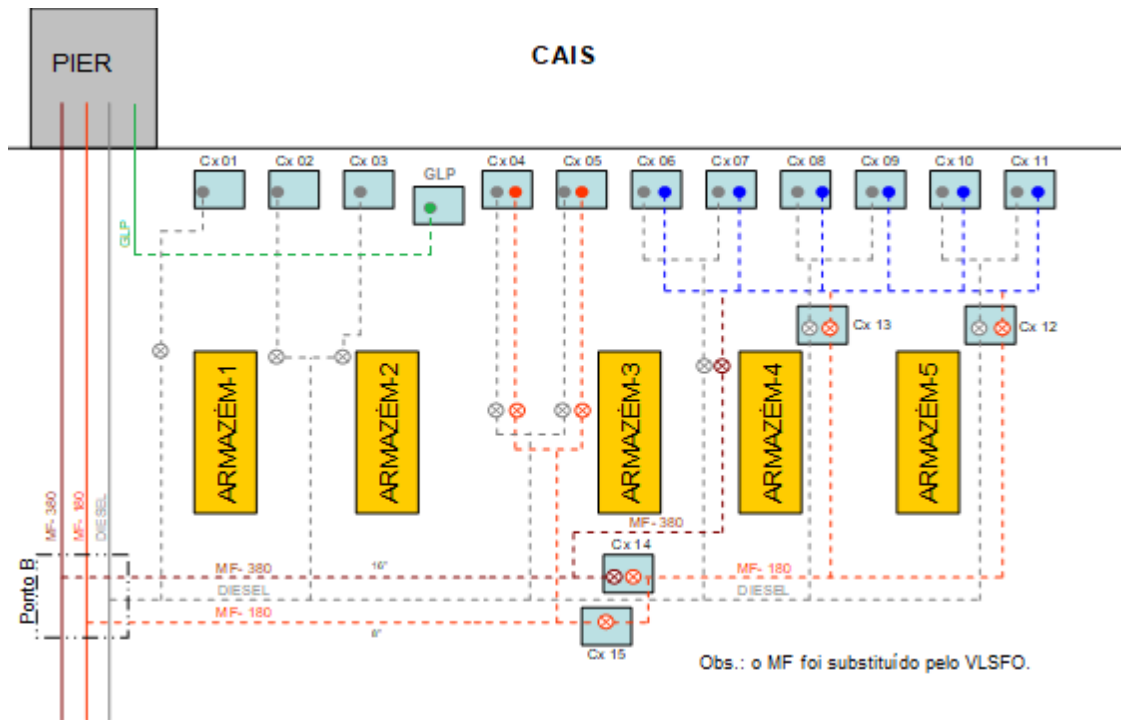 PIER
CAIS
Cx 01
Cx 02
Cx 03
GLP
Cx 04
Cx 05
Cx 06
Cx 07
Cx 08
Cx 09
Cx 10
Cx 11
GLP
Cx 13
Cx 12
ARMAZÉM-1
ARMAZÉM-2
ARMAZÉM-3
ARMAZÉM-4
ARMAZÉM-5
MF- 380
MF- 180
DIESEL
MF- 380
Cx 14
Ponto B
MF- 380
16"
MF- 180
DIESEL
DIESEL
MF- 180
8"
Cx 15
Obs.: o MF foi substituído pelo VLSFO.